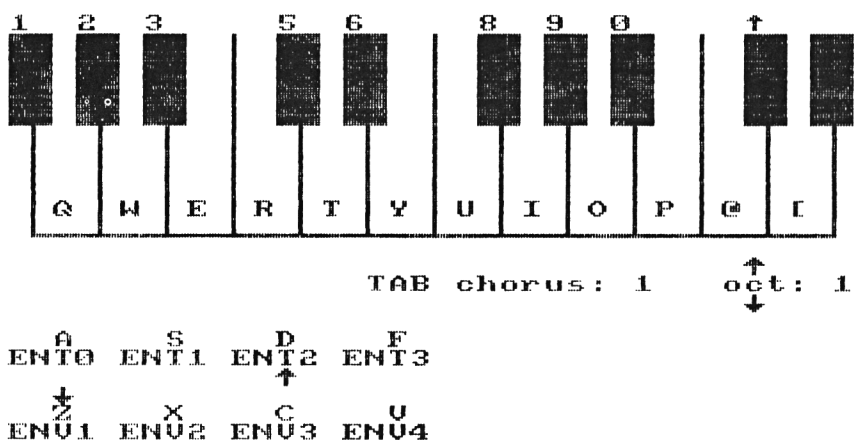 1 2 3 5 6 8 9 0 ↑
Q W E R T Y U I O P @ [
TAB chorus: 1 oct: 1
A S D F
ENT0 ENT1 ENT2 ENT3
Z X C V
ENV1 ENV2 ENV3 ENV4